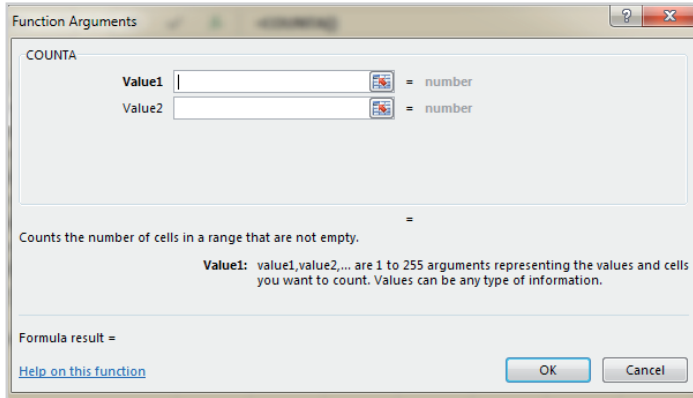 Function Arguments
=COUNTA()
COUNTA
Value1 = number
Value2 = number
=
Counts the number of cells in a range that are not empty.
Value1: value1,value2,... are 1 to 255 arguments representing the values and cells
you want to count. Values can be any type of information.
Formula result =
Help on this function
OK Cancel